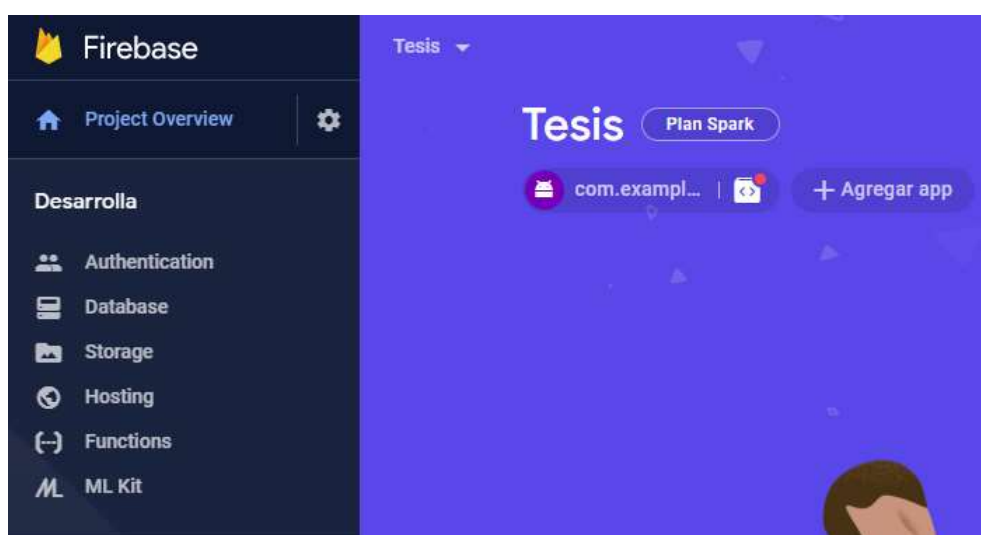 Firebase
Project Overview
Desarrolla
Authentication
Database
Storage
Hosting
Functions
ML Kit
Tesis
Tesis Plan Spark
com.exampl... | + Agregar app